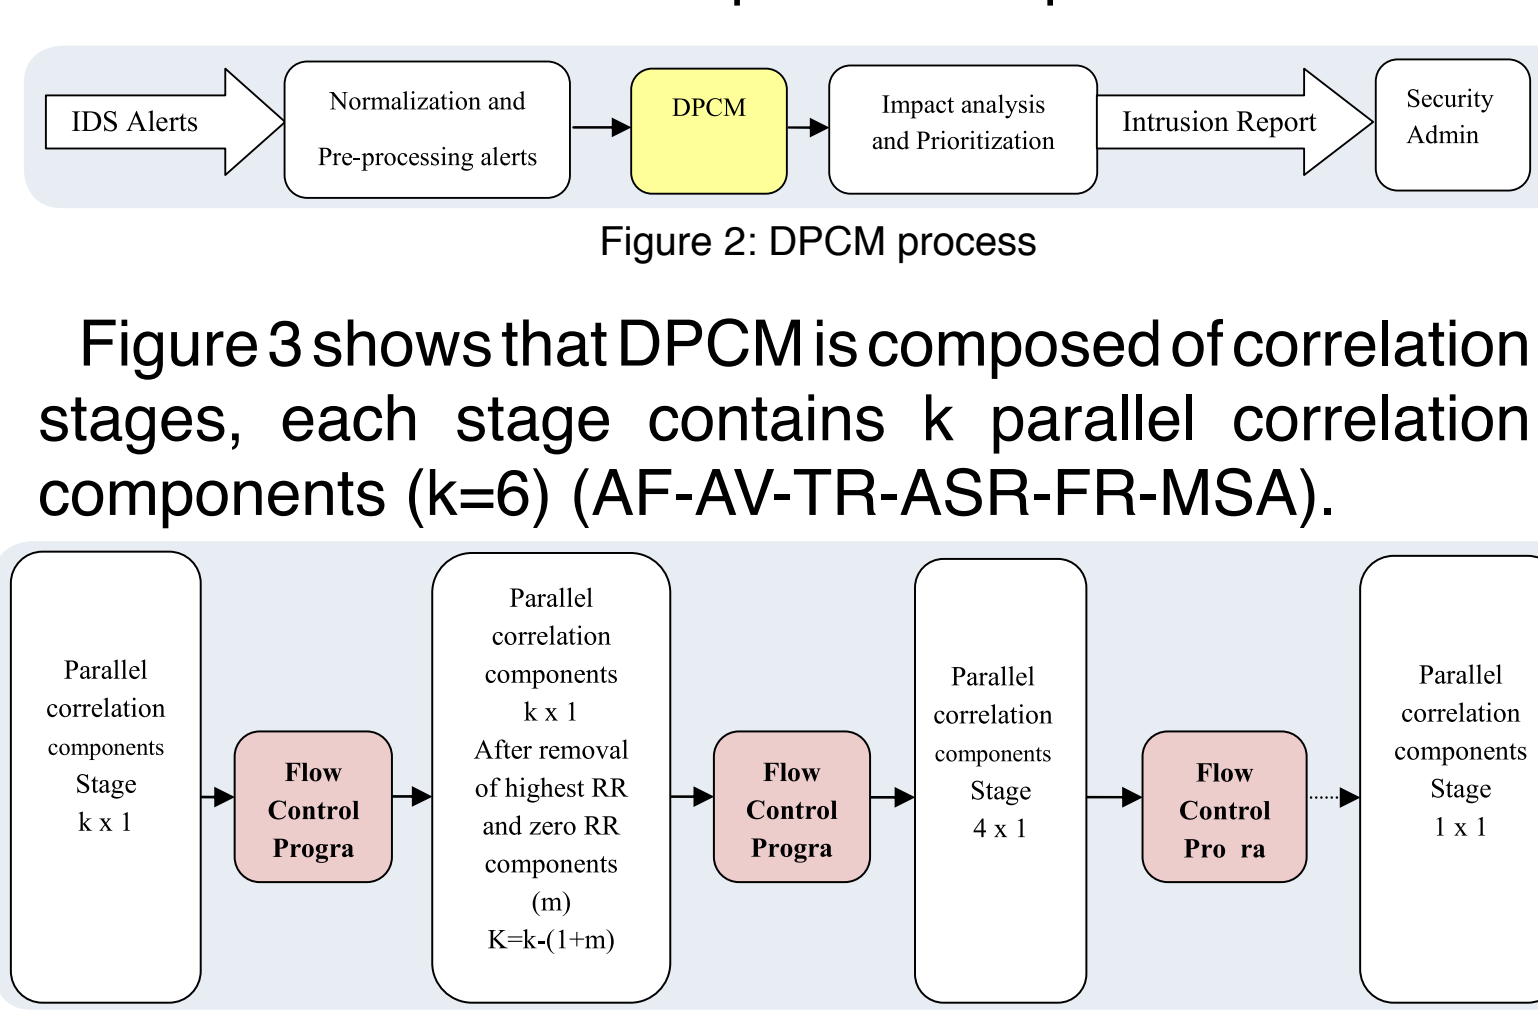 IDS Alerts
Normalization and
Pre-processing alerts
DPCM
Impact analysis
and Prioritization
Intrusion Report
Security
Admin
Figure 2: DPCM process
Figure 3 shows that DPCM is composed of correlation
stages, each stage contains k parallel correlation
components (k=6) (AF-AV-TR-ASR-FR-MSA).
Parallel
correlation
components
Stage
k x 1
Flow
Control
Progra
Parallel
correlation
components
k x 1
After removal
of highest RR
and zero RR
components
(m)
K=k-(1+m)
Flow
Control
Progra
Parallel
correlation
components
Stage
4 x 1
Flow
Control
Pro ra
Parallel
correlation
components
Stage
1 x 1